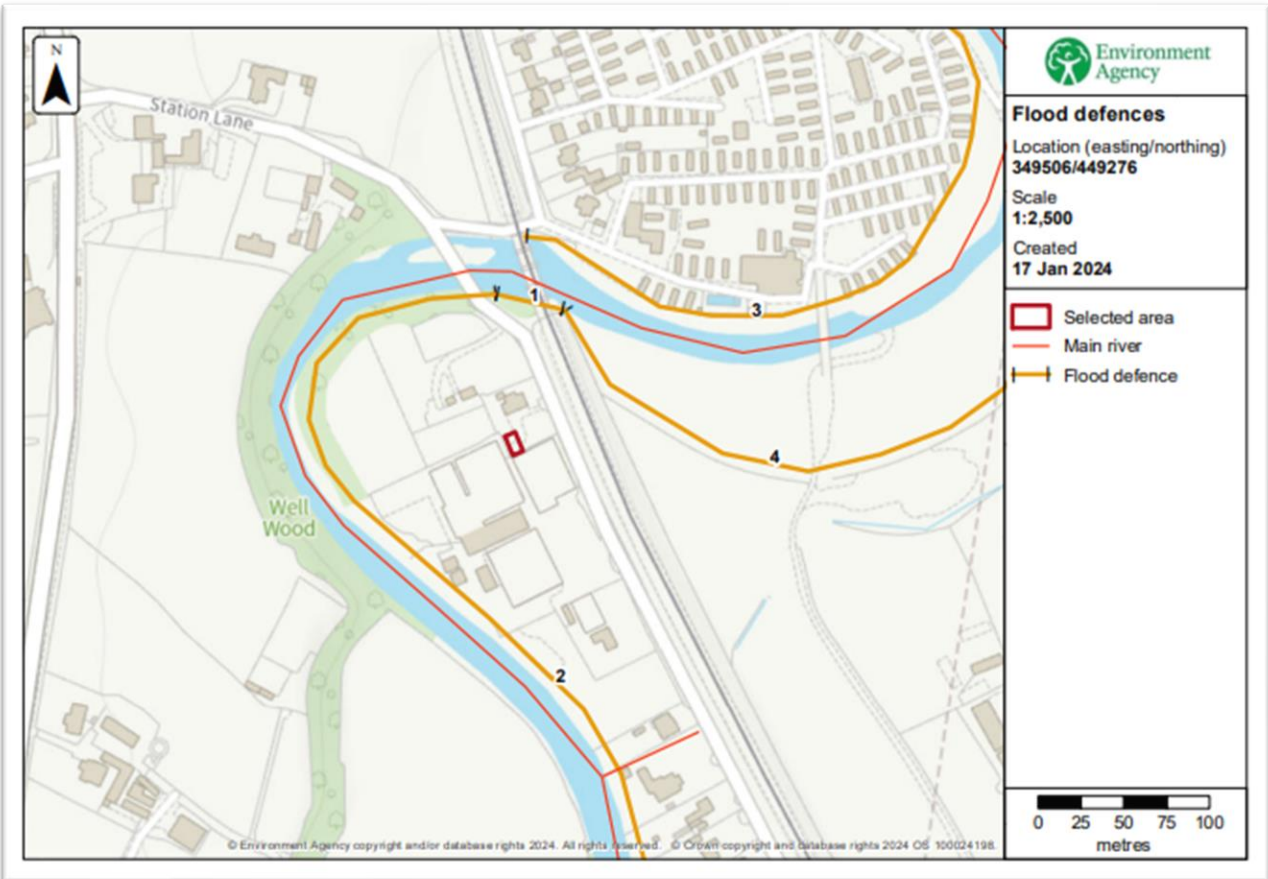 N
Station Lane
1
3
4
Well
Wood
2
© Environment Agency copyright and/or database rights 2024. All rights reserved. © Crown copyright and database rights 2024 OS 100024198.
Environment
Agency
Flood defences
Location (easting/northing)
349506/449276
Scale
1:2,500
Created
17 Jan 2024
Selected area
Main river
Flood defence
0 25 50 75 100
metres